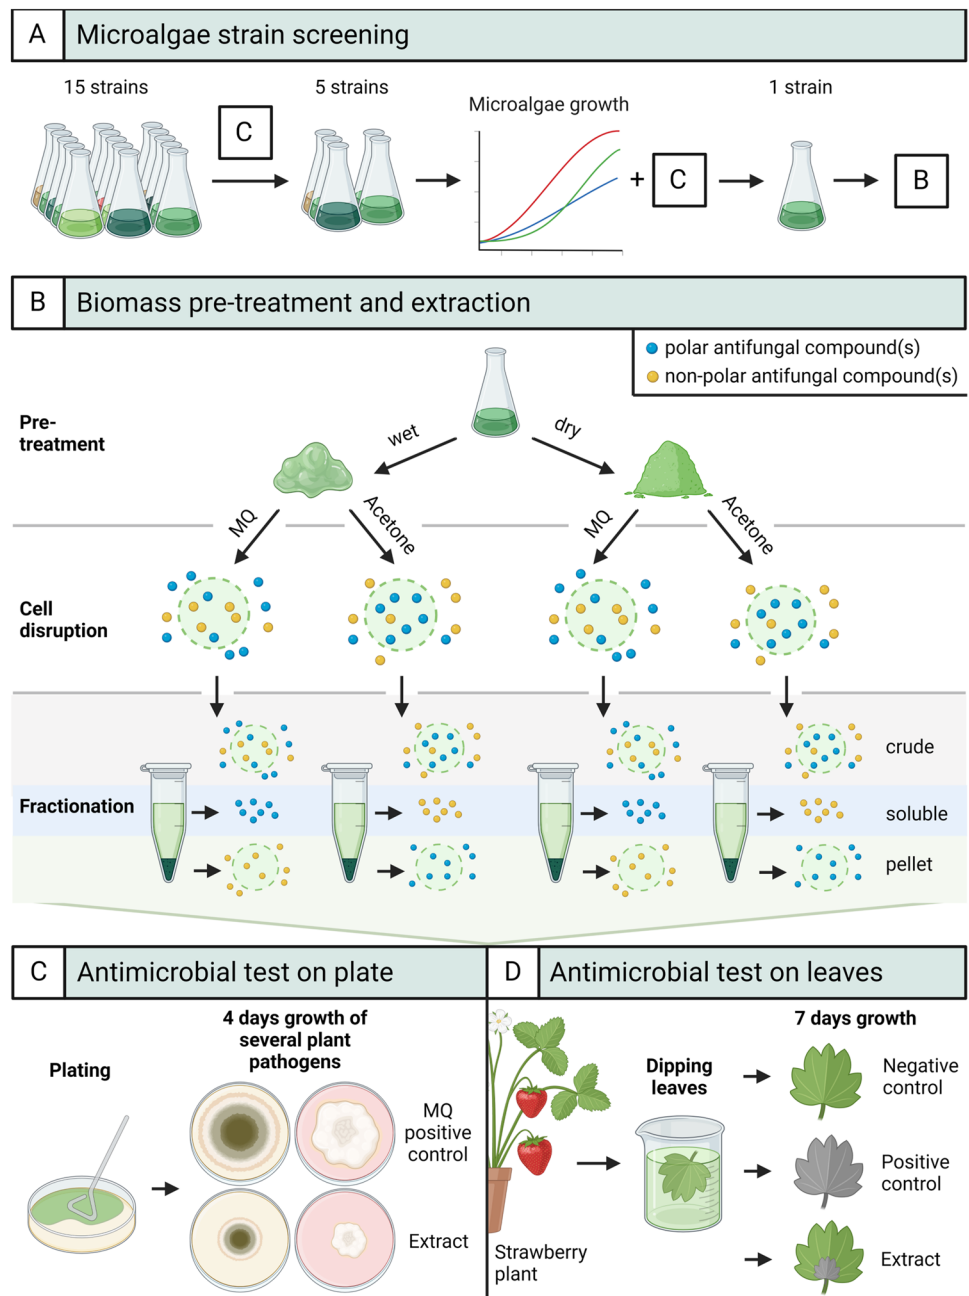 A
Microalgae strain screening
15 strains
C
5 strains
Microalgae growth
+
C
1 strain
B
B
Biomass pre-treatment and extraction
polar antifungal compound(s)
non-polar antifungal compound(s)
Pre-
treatment
wet
dry
MQ
Acetone
MQ
Acetone
Cell
disruption
crude
Fractionation
soluble
pellet
C
Antimicrobial test on plate
Plating
4 days growth of
several plant
pathogens
MQ
positive
control
Extract
D
Antimicrobial test on leaves
Strawberry
plant
Dipping
leaves
7 days growth
Negative
control
Positive
control
Extract